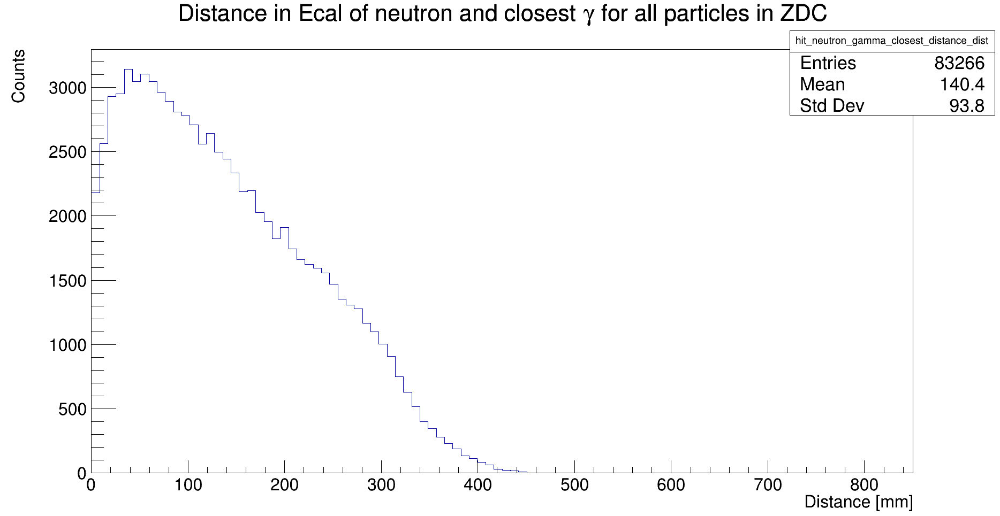 Distance in Ecal of neutron and closest γ for all particles in ZDC
hit_neutron_gamma_closest_distance_dist
Entries 83266
Mean 140.4
Std Dev 93.8
Counts
3000
2500
2000
1500
1000
500
0
0 100 200 300 400 500 600 700 800
Distance [mm]